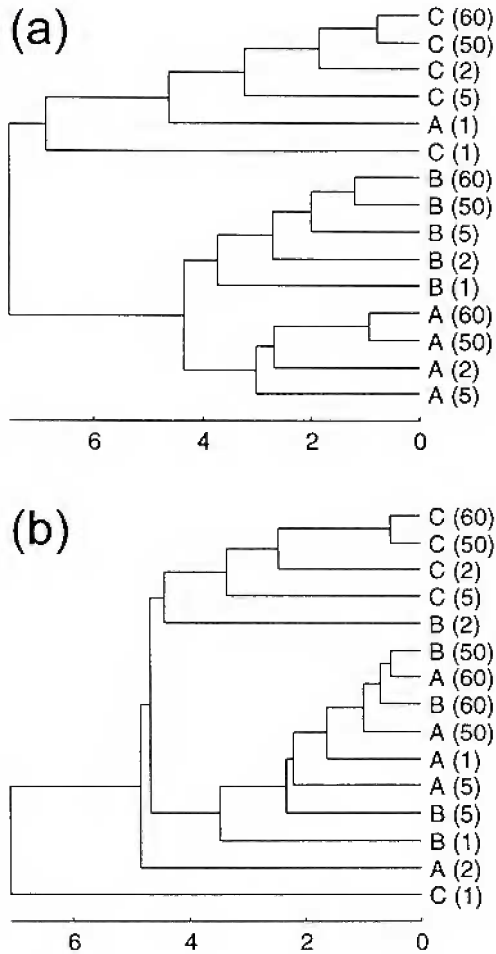 (a)
C (60)
C (50)
C (2)
C (5)
A (1)
C (1)
B (60)
B (50)
B (5)
B (2)
B (1)
A (60)
A (50)
A (2)
A (5)
6 4 2 0
(b)
C (60)
C (50)
C (2)
C (5)
B (2)
B (50)
A (60)
B (60)
A (50)
A (1)
A (5)
B (5)
B (1)
A (2)
C (1)
6 4 2 0